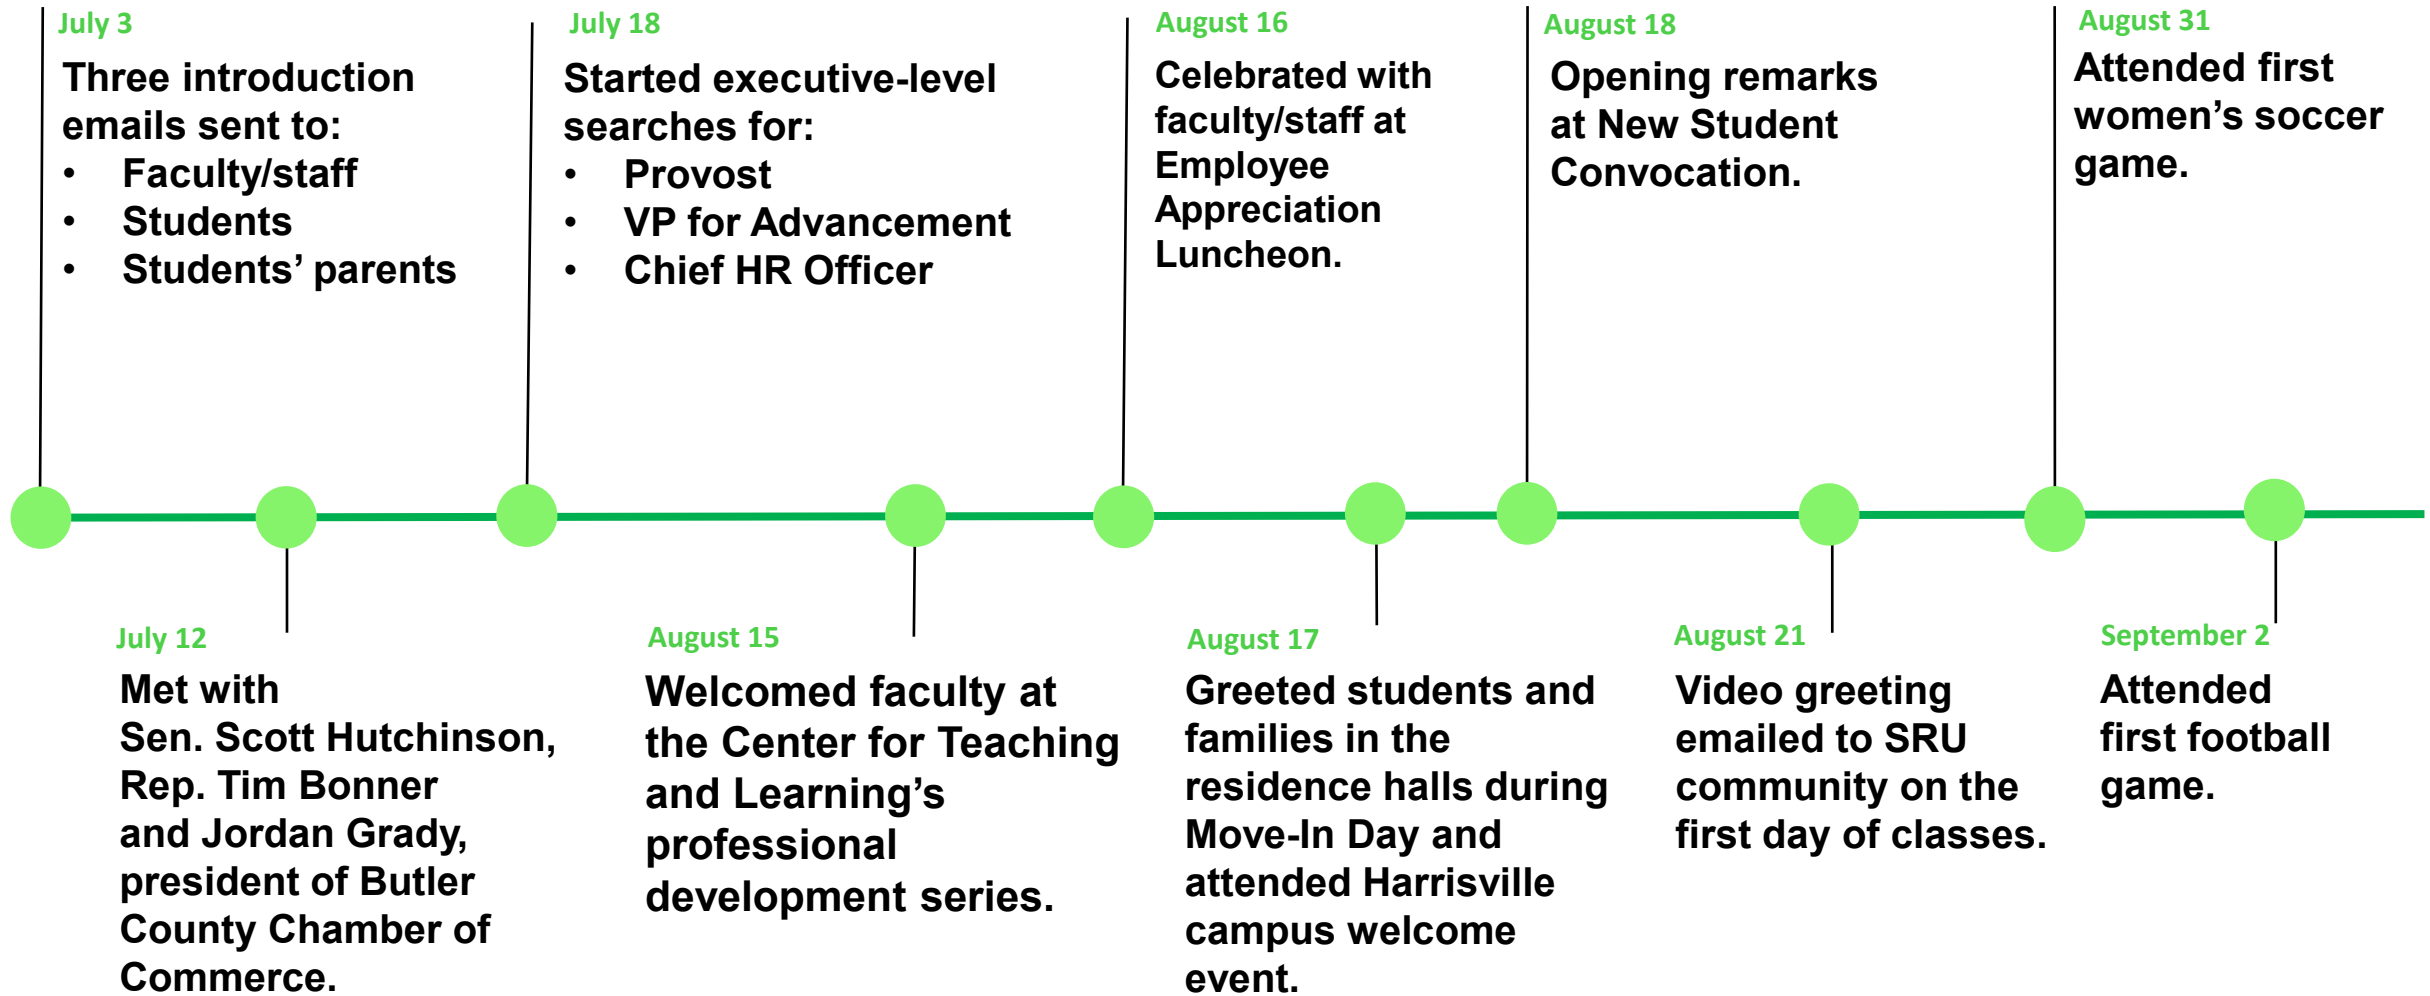 July 3
Three introduction
emails sent to:
• Faculty/staff
• Students
• Students’ parents
July 18
Started executive-level
searches for:
• Provost
• VP for Advancement
• Chief HR Officer
August 16
Celebrated with
faculty/staff at
Employee
Appreciation
Luncheon.
August 18
Opening remarks
at New Student
Convocation.
August 31
Attended first
women’s soccer
game.
July 12
Met with
Sen. Scott Hutchinson,
Rep. Tim Bonner
and Jordan Grady,
president of Butler
County Chamber of
Commerce.
August 15
Welcomed faculty at
the Center for Teaching
and Learning’s
professional
development series.
August 17
Greeted students and
families in the
residence halls during
Move-In Day and
attended Harrisville
campus welcome
event.
August 21
Video greeting
emailed to SRU
community on the
first day of classes.
September 2
Attended
first football
game.